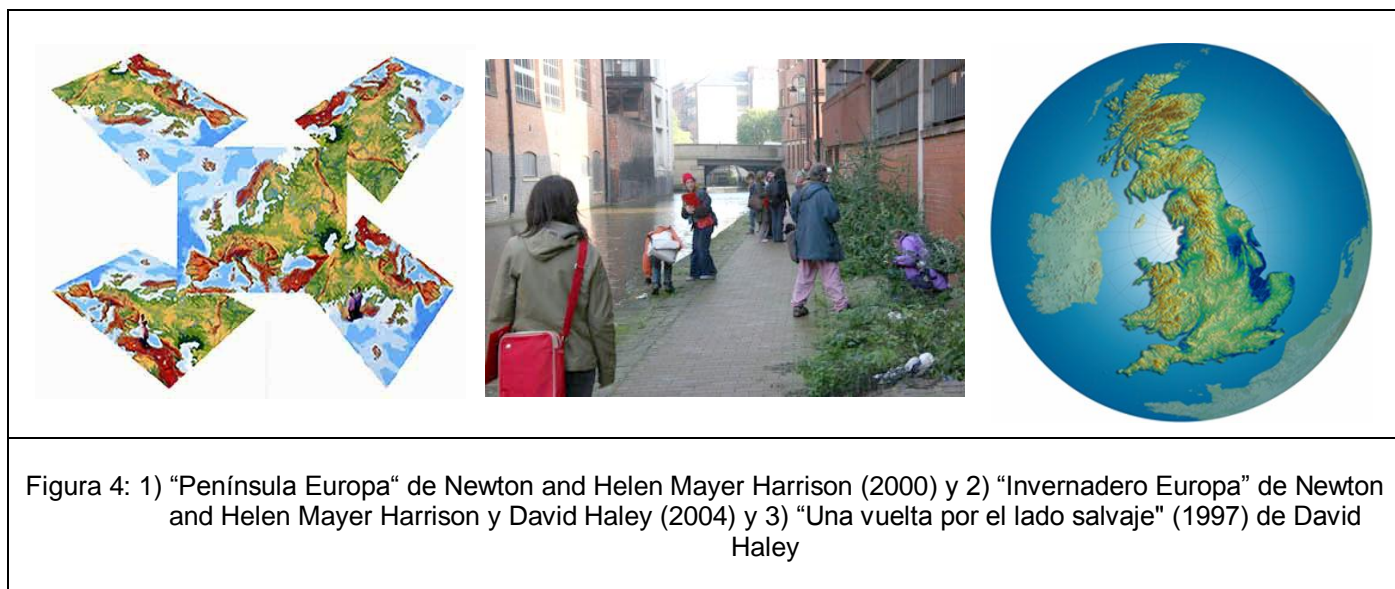 Figura 4: 1) “Península Europa“ de Newton and Helen Mayer Harrison (2000) y 2) “Invernadero Europa” de Newton
and Helen Mayer Harrison y David Haley (2004) y 3) “Una vuelta por el lado salvaje" (1997) de David
Haley